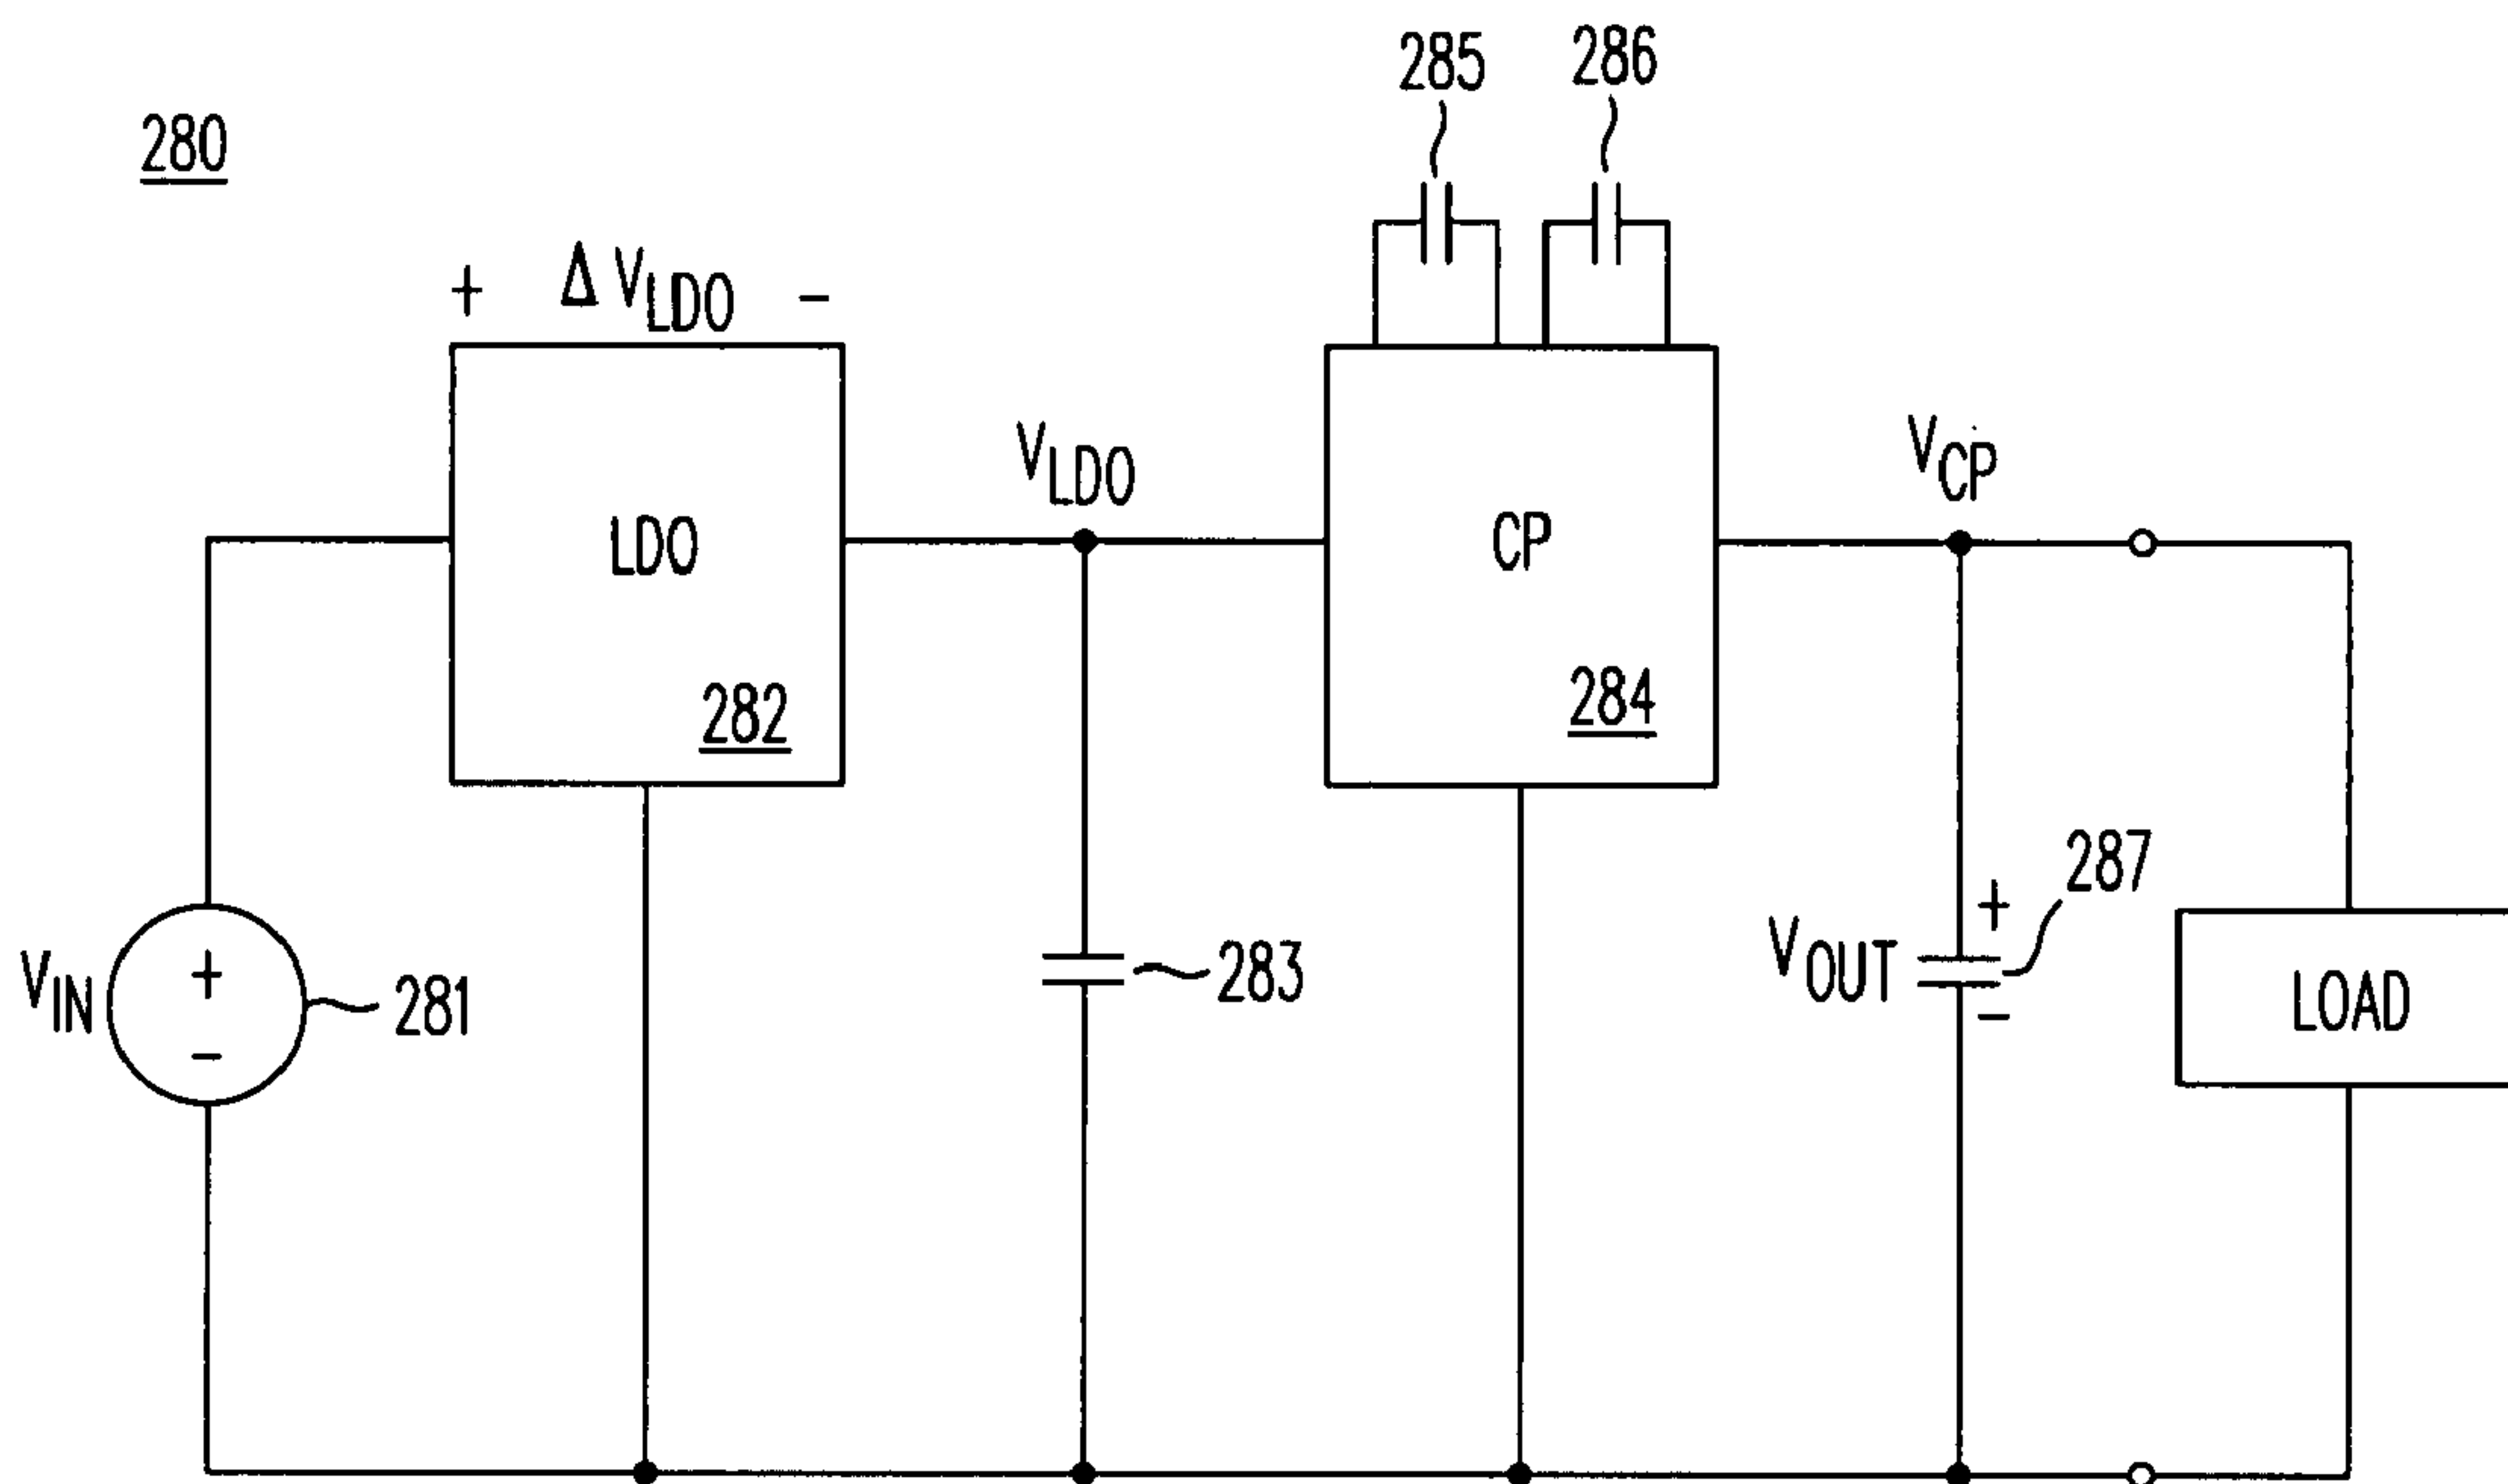 280
285
286
+ Δ VLDO -
LDO
282
VLDO
CP
284
VCP
VIN
+
-
281
283
VOUT
+
-
287
LOAD